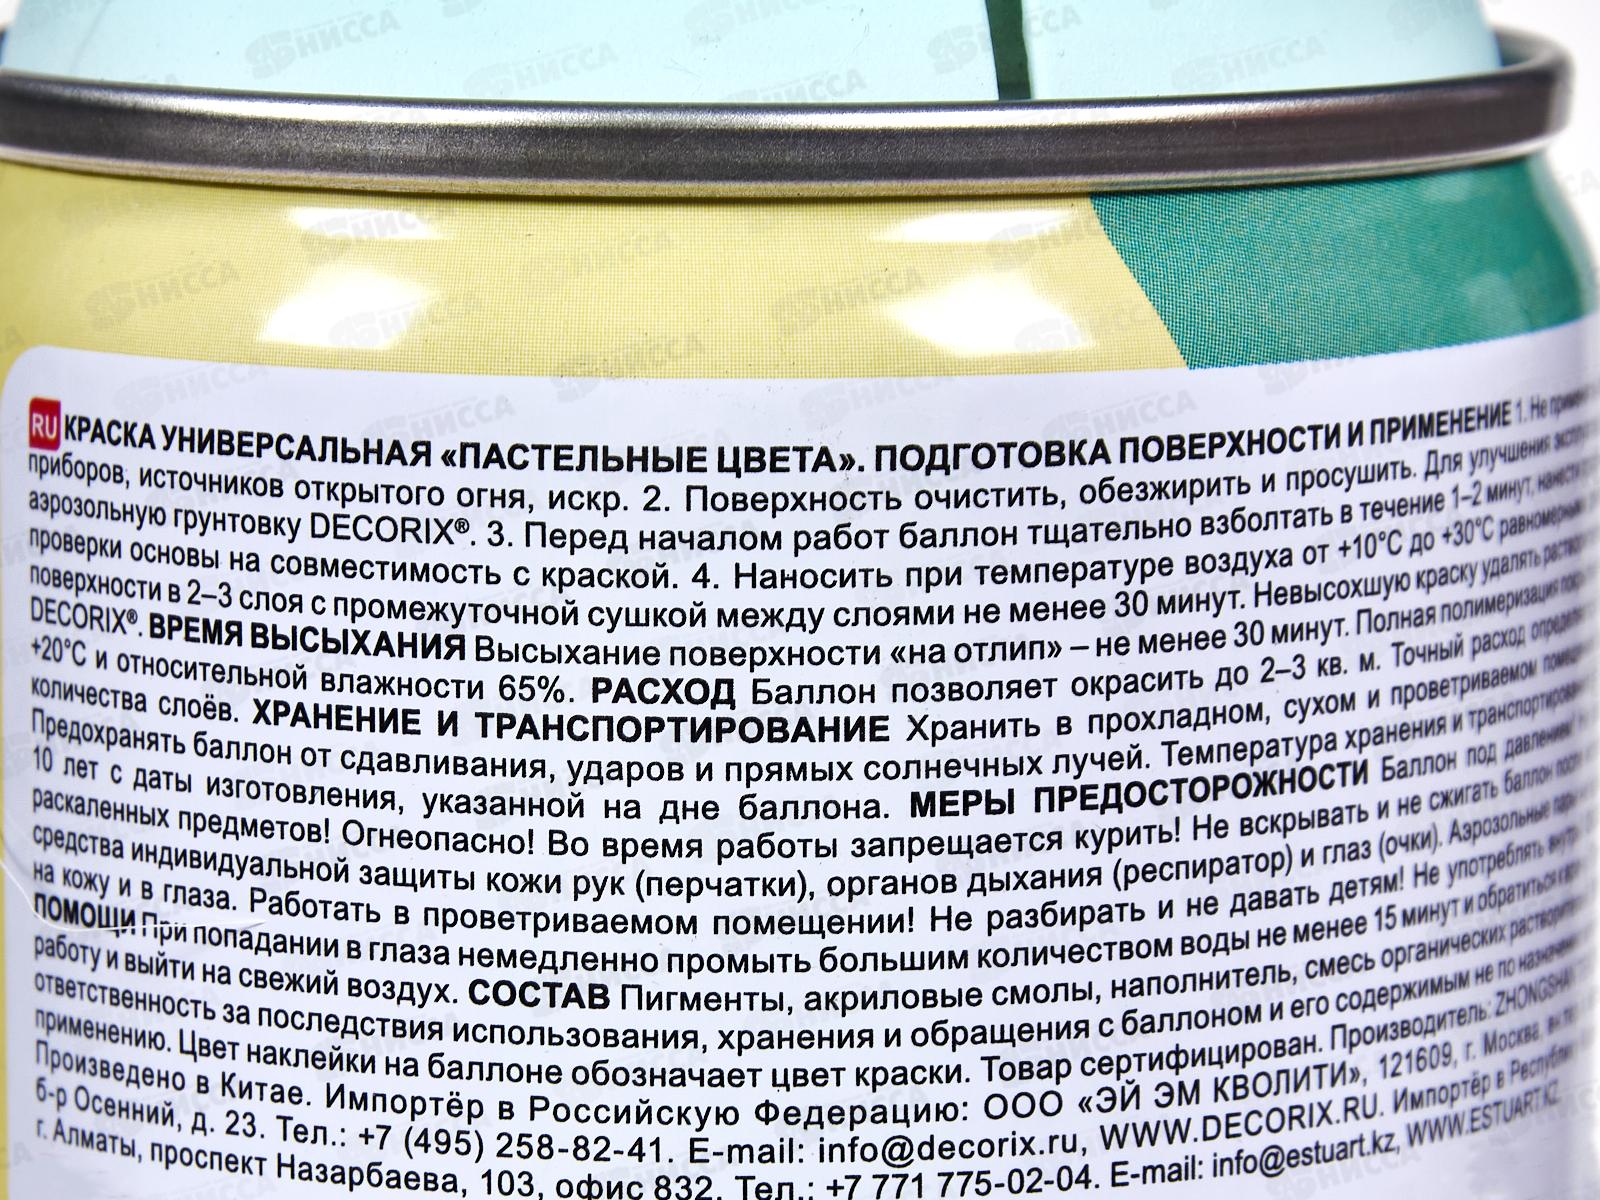 RU КРАСКА УНИВЕРСАЛЬНАЯ «ПАСТЕЛЬНЫЕ ЦВЕТА». ПОДГОТОВКА ПОВЕРХНОСТИ И ПРИМЕНЕНИЕ 1. Не
приборов, источников открытого огня, искр. 2. Поверхность очистить, обезжирить и просушить. Для улучшения
аэрозольную грунтовку DECORIX®. 3. Перед началом работ баллон тщательно взболтать в течение 1–2 минут, нанести
проверки основы на совместимость с краской. 4. Наносить при температуре воздуха от +10°C до +30°C
поверхности в 2–3 слоя с промежуточной сушкой между слоями не менее 30 минут. Невысохшую краску удалять
DECORIX®. ВРЕМЯ ВЫСЫХАНИЯ Высыхание поверхности «на отлип» – не менее 30 минут. Полная полимеризация
+20°C и относительной влажности 65%. РАСХОД Баллон позволяет окрасить до 2–3 кв. м. Точный расход
количества слоёв. ХРАНЕНИЕ И ТРАНСПОРТИРОВАНИЕ Хранить в прохладном, сухом и проветриваемом
Предохранять баллон от сдавливания, ударов и прямых солнечных лучей. Температура хранения и
10 лет с даты изготовления, указанной на дне баллона. МЕРЫ ПРЕДОСТОРОЖНОСТИ Баллон под давлением!
раскаленных предметов! Огнеопасно! Во время работы запрещается курить! Не вскрывать и не сжигать баллон
средства индивидуальной защиты кожи рук (перчатки), органов дыхания (респиратор) и глаз (очки). Аэрозольные
на кожу и в глаза. Работать в проветриваемом помещении! Не разбирать и не давать детям! Не употреблять
ПОМОЩИ При попадании в глаза немедленно промыть большим количеством воды не менее 15 минут и обратиться к
работу и выйти на свежий воздух. СОСТАВ Пигменты, акриловые смолы, наполнитель, смесь органических
ответственность за последствия использования, хранения и обращения с баллоном и его содержимым не по
применению. Цвет наклейки на баллоне обозначает цвет краски. Товар сертифицирован. Производитель: ZHONGSHAN
Произведено в Китае. Импортёр в Российскую Федерацию: ООО «ЭЙ ЭМ КВОЛИТИ», 121609, г. Москва,
б-р Осенний, д. 23. Тел.: +7 (495) 258-82-41. E-mail: info@decorix.ru, WWW.DECORIX.RU. Импортёр в
г. Алматы, проспект Назарбаева, 103, офис 832. Тел.: +7 771 775-02-04. E-mail: info@estuart.kz, WWW.ESTUART.KZ